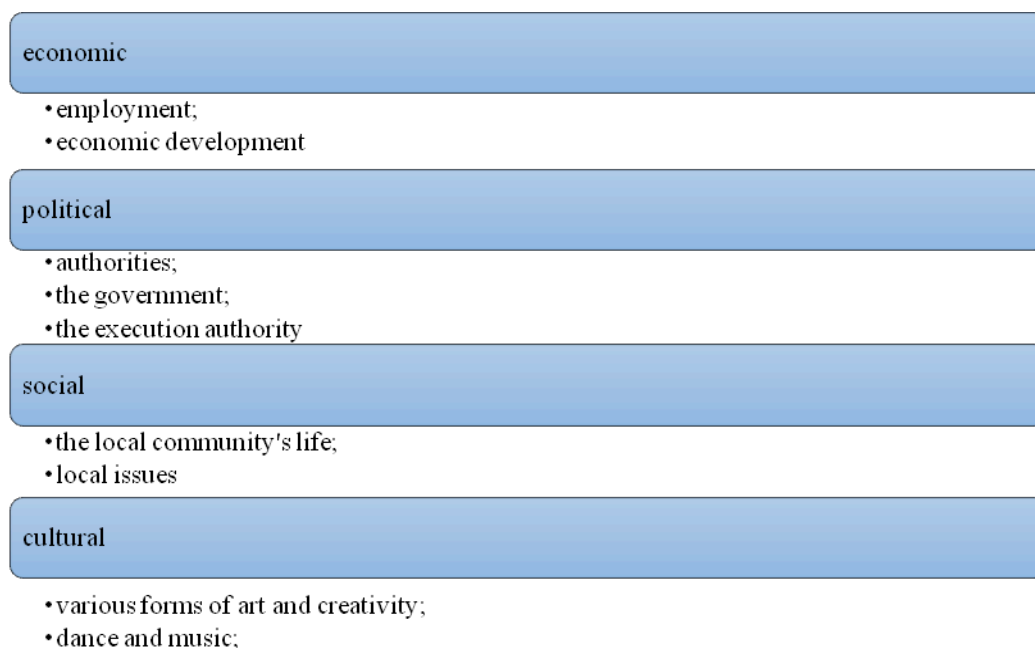 economic
•employment;
•economic development
political
•authorities;
•the government;
•the execution authority
social
•the local community's life;
•local issues
cultural
•various forms of art and creativity;
•dance and music;